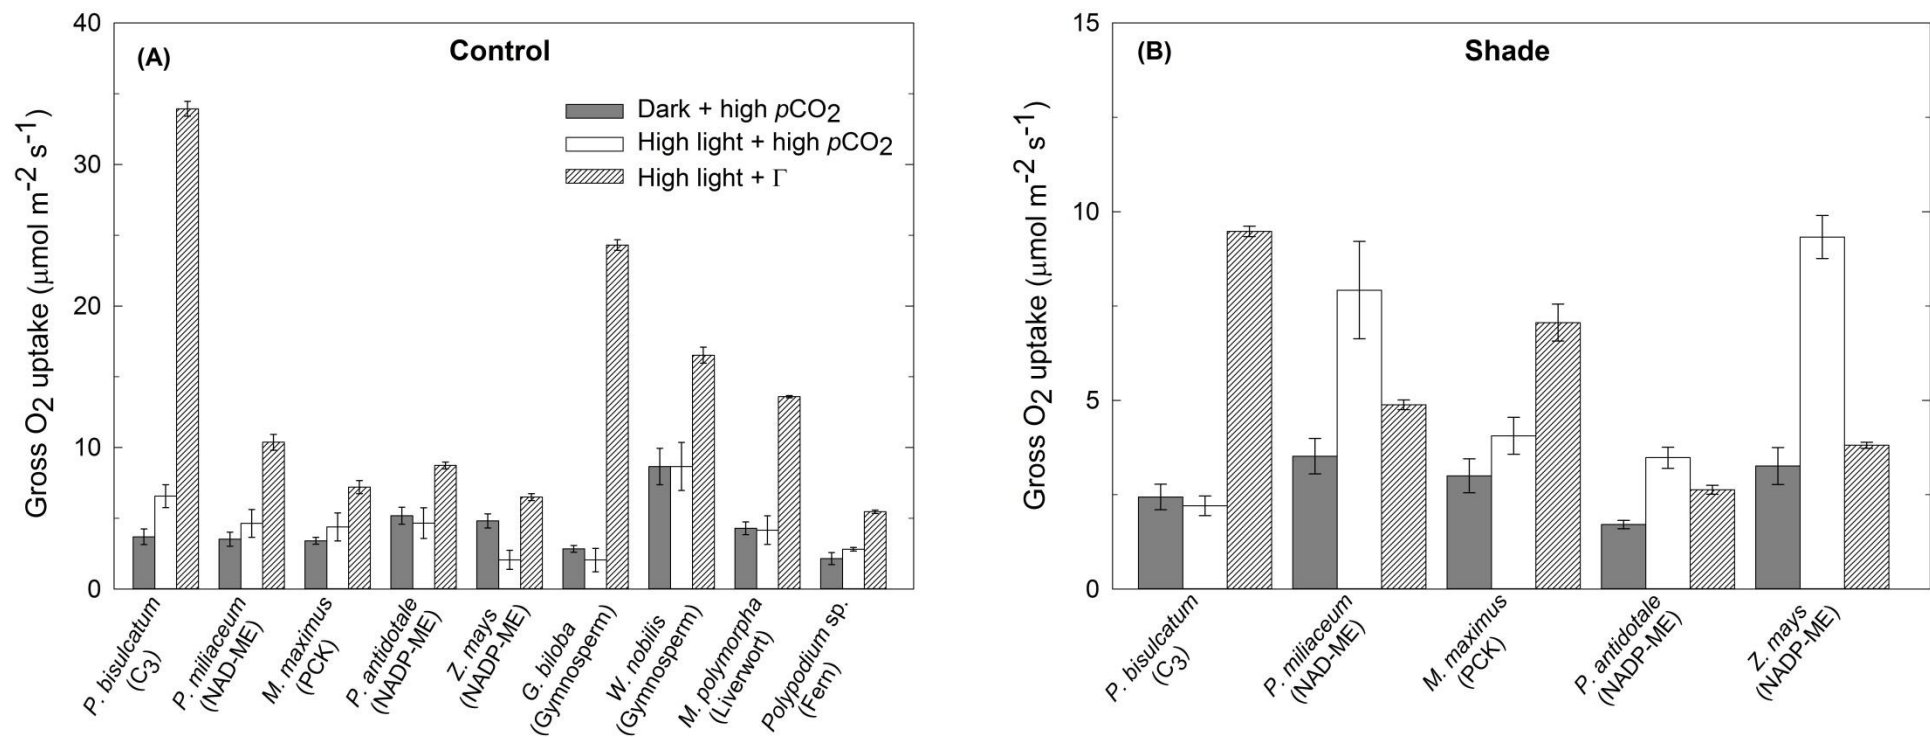 (A)
Control
40
30
20
10
0
Gross O2 uptake (μmol m-2 s-1)
Dark + high pCO2
High light + high pCO2
High light + Γ
P. bisulcatum
(C3)
P. miliaceum
(NAD-ME)
M. maximus
(PCK)
P. antidotale
(NADP-ME)
Z. mays
(NADP-ME)
G. biloba
(Gymnosperm)
W. nobilis
(Gymnosperm)
M. polymorpha
(Liverwort)
Polypodium sp.
(Fern)
(B)
Shade
15
10
5
0
Gross O2 uptake (μmol m-2 s-1)
P. bisulcatum
(C3)
P. miliaceum
(NAD-ME)
M. maximus
(PCK)
P. antidotale
(NADP-ME)
Z. mays
(NADP-ME)